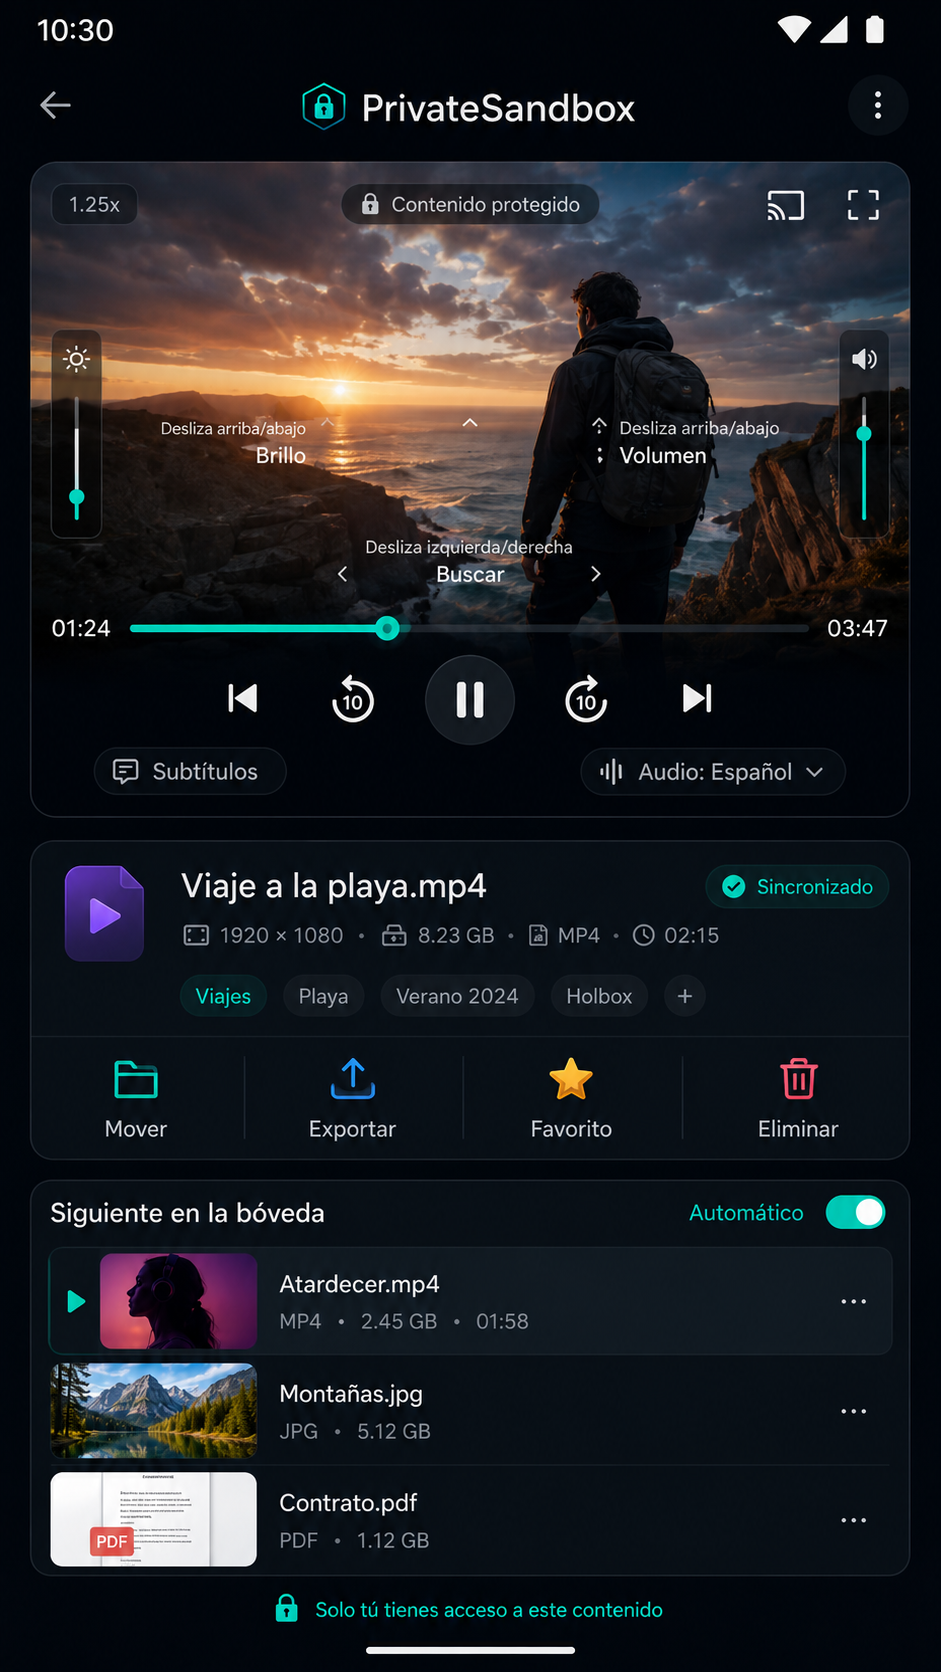 10:30
PrivateSandbox
1.25x
Contenido protegido
Desliza arriba/abajo
Brillo
Desliza arriba/abajo
Volumen
Desliza izquierda/derecha
Buscar
01:24
03:47
10
10
Subtítulos
Audio: Español
Viaje a la playa.mp4
Sincronizado
1920 × 1080 • 8.23 GB • MP4 • 02:15
Viajes
Playa
Verano 2024
Holbox
+
Mover
Exportar
Favorito
Eliminar
Siguiente en la bóveda
Automático
Atardecer.mp4
MP4 • 2.45 GB • 01:58
Montañas.jpg
JPG • 5.12 GB
PDF
Contrato.pdf
PDF • 1.12 GB
Solo tú tienes acceso a este contenido